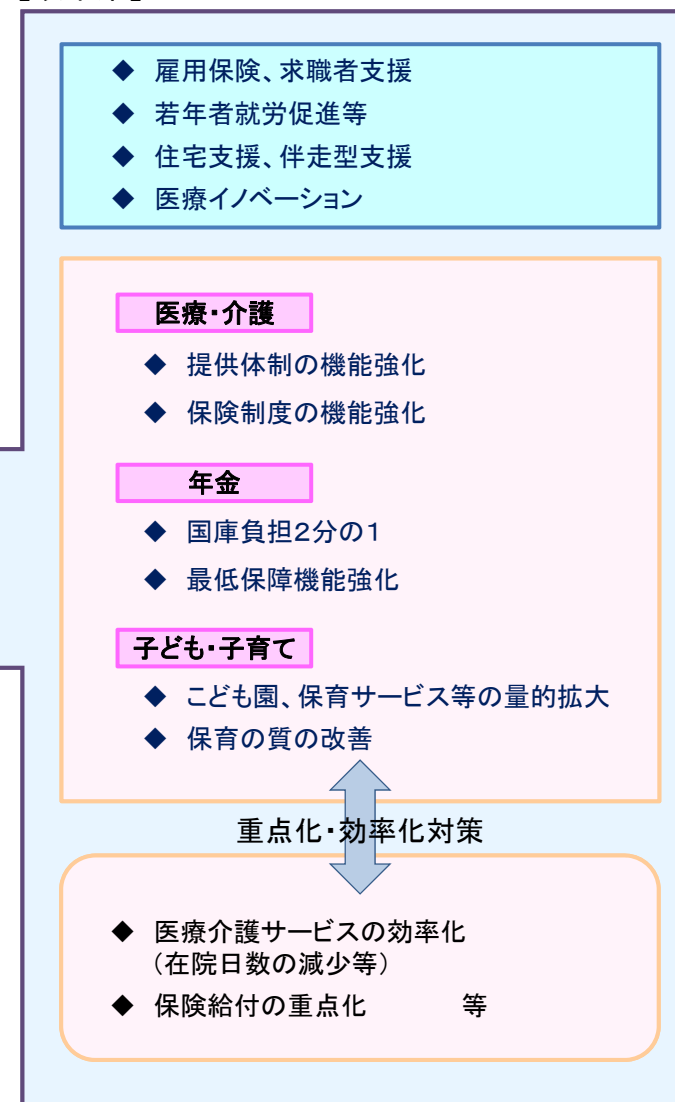 ◆ 雇用保険、求職者支援
◆ 若年者就労促進等
◆ 住宅支援、伴走型支援
◆ 医療イノベーション
医療・介護
◆ 提供体制の機能強化
◆ 保険制度の機能強化
年金
◆ 国庫負担2分の1
◆ 最低保障機能強化
子ども・子育て
◆ こども園、保育サービス等の量的拡大
◆ 保育の質の改善
重点化・効率化対策
◆ 医療介護サービスの効率化
(在院日数の減少等)
◆ 保険給付の重点化 等